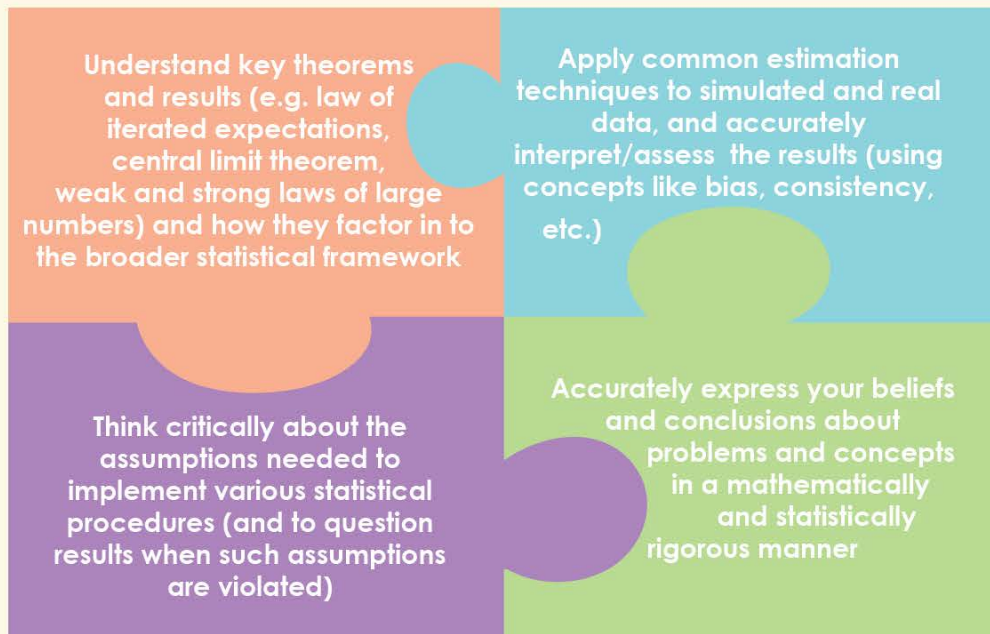 Understand key theorems
and results (e.g. law of
iterated expectations,
central limit theorem,
weak and strong laws of large
numbers) and how they factor in to
the broader statistical framework
Apply common estimation
techniques to simulated and real
data, and accurately
interpret/assess the results (using
concepts like bias, consistency,
etc.)
Think critically about the
assumptions needed to
implement various statistical
procedures (and to question
results when such assumptions
are violated)
Accurately express your beliefs
and conclusions about
problems and concepts
in a mathematically
and statistically
rigorous manner